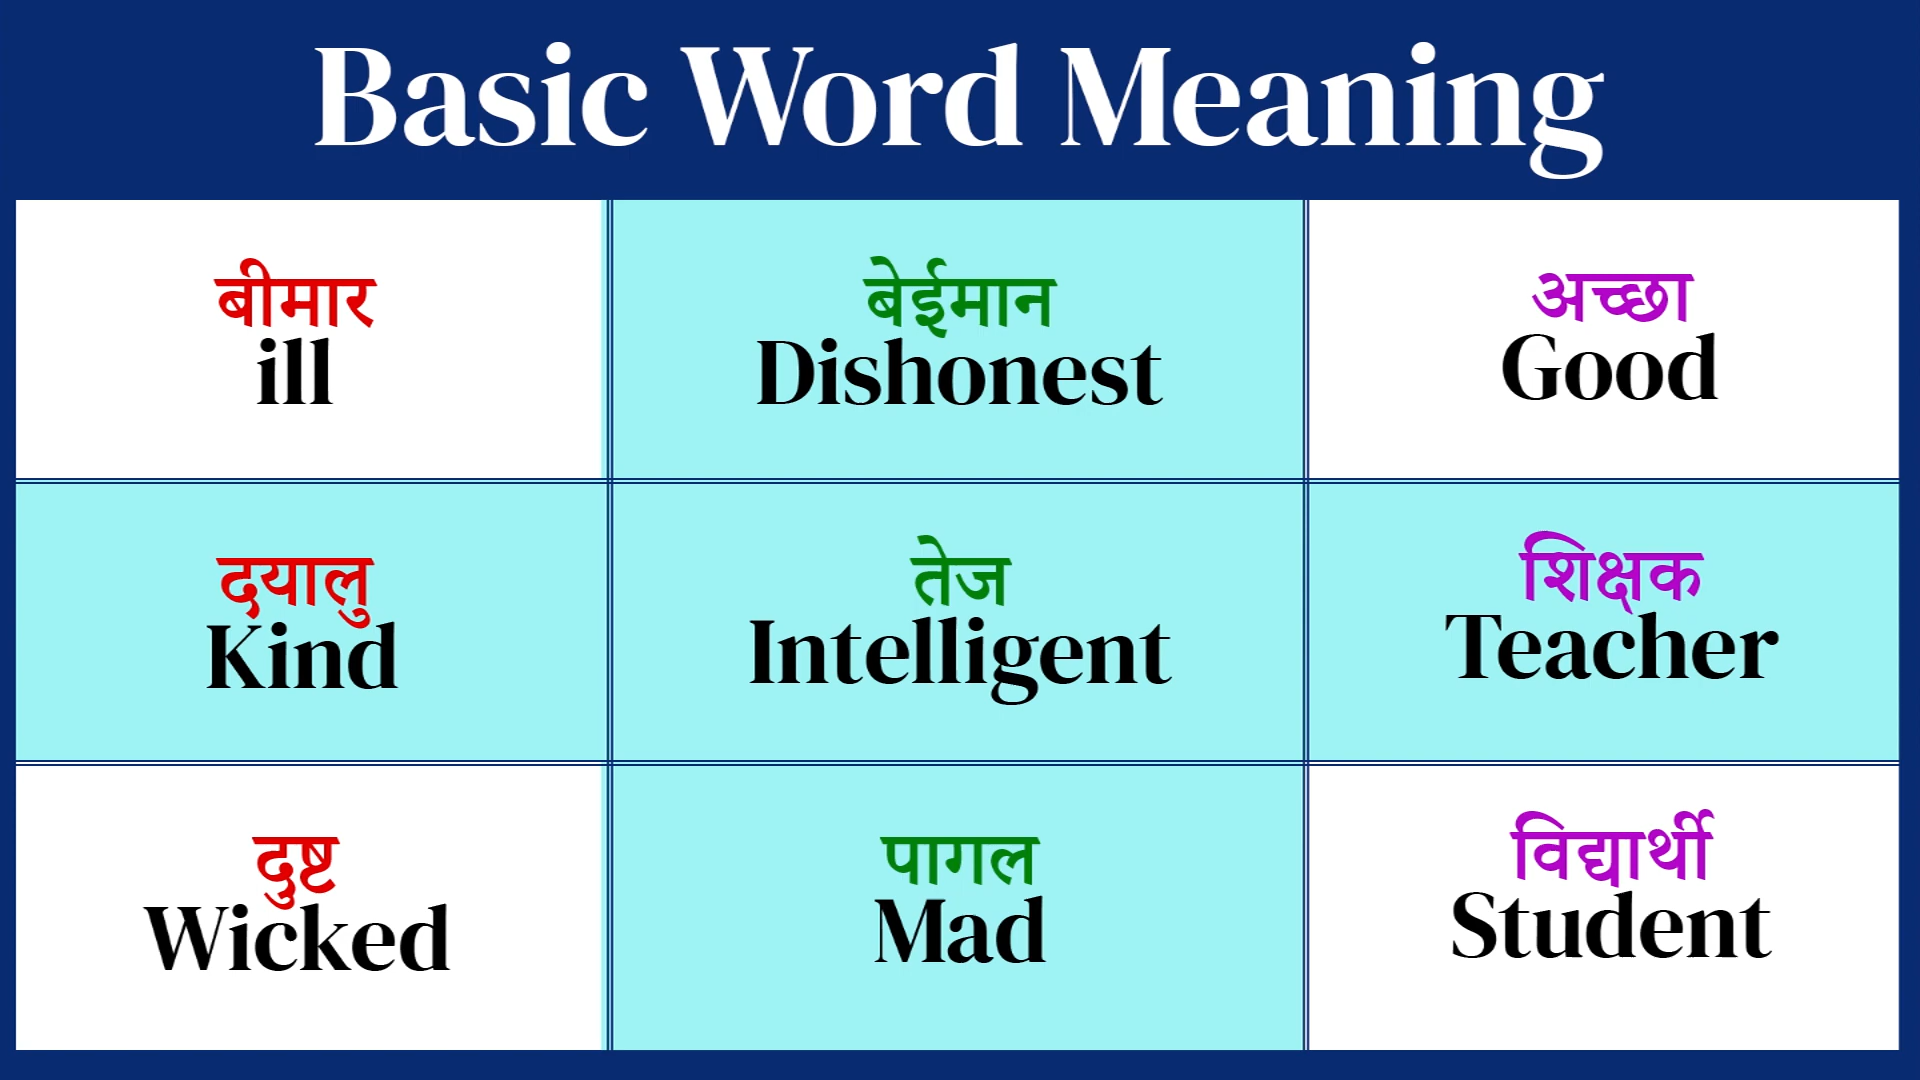 Basic Word Meaning
बीमार
ill
बेईमान
Dishonest
अच्छा
Good
दयालु
Kind
तेज
Intelligent
शिक्षक
Teacher
दुष्ट
Wicked
पागल
Mad
विद्यार्थी
Student